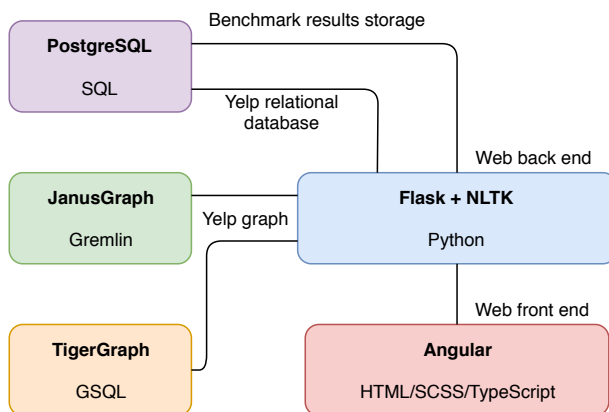 Benchmark results storage
PostgreSQL
SQL
Yelp relational
database
Web back end
JanusGraph
Gremlin
Yelp graph
Flask + NLTK
Python
Web front end
TigerGraph
GSQL
Angular
HTML/SCSS/TypeScript